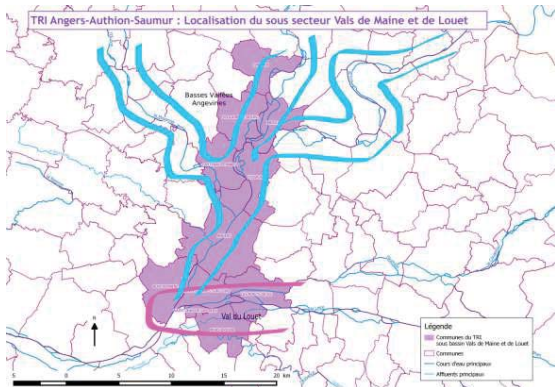 TRI Angers-Authion-Saumur : Localisation du sous secteur Vals de Maine et de Louet
Basses Vallées
Angevines
Val du Louet
N
Légende
Communes du TRI
sous bassin Vals de Maine et de Louet
Communes
Cours d'eau principaux
Affluents principaux
5 0 5 10 15 20 km